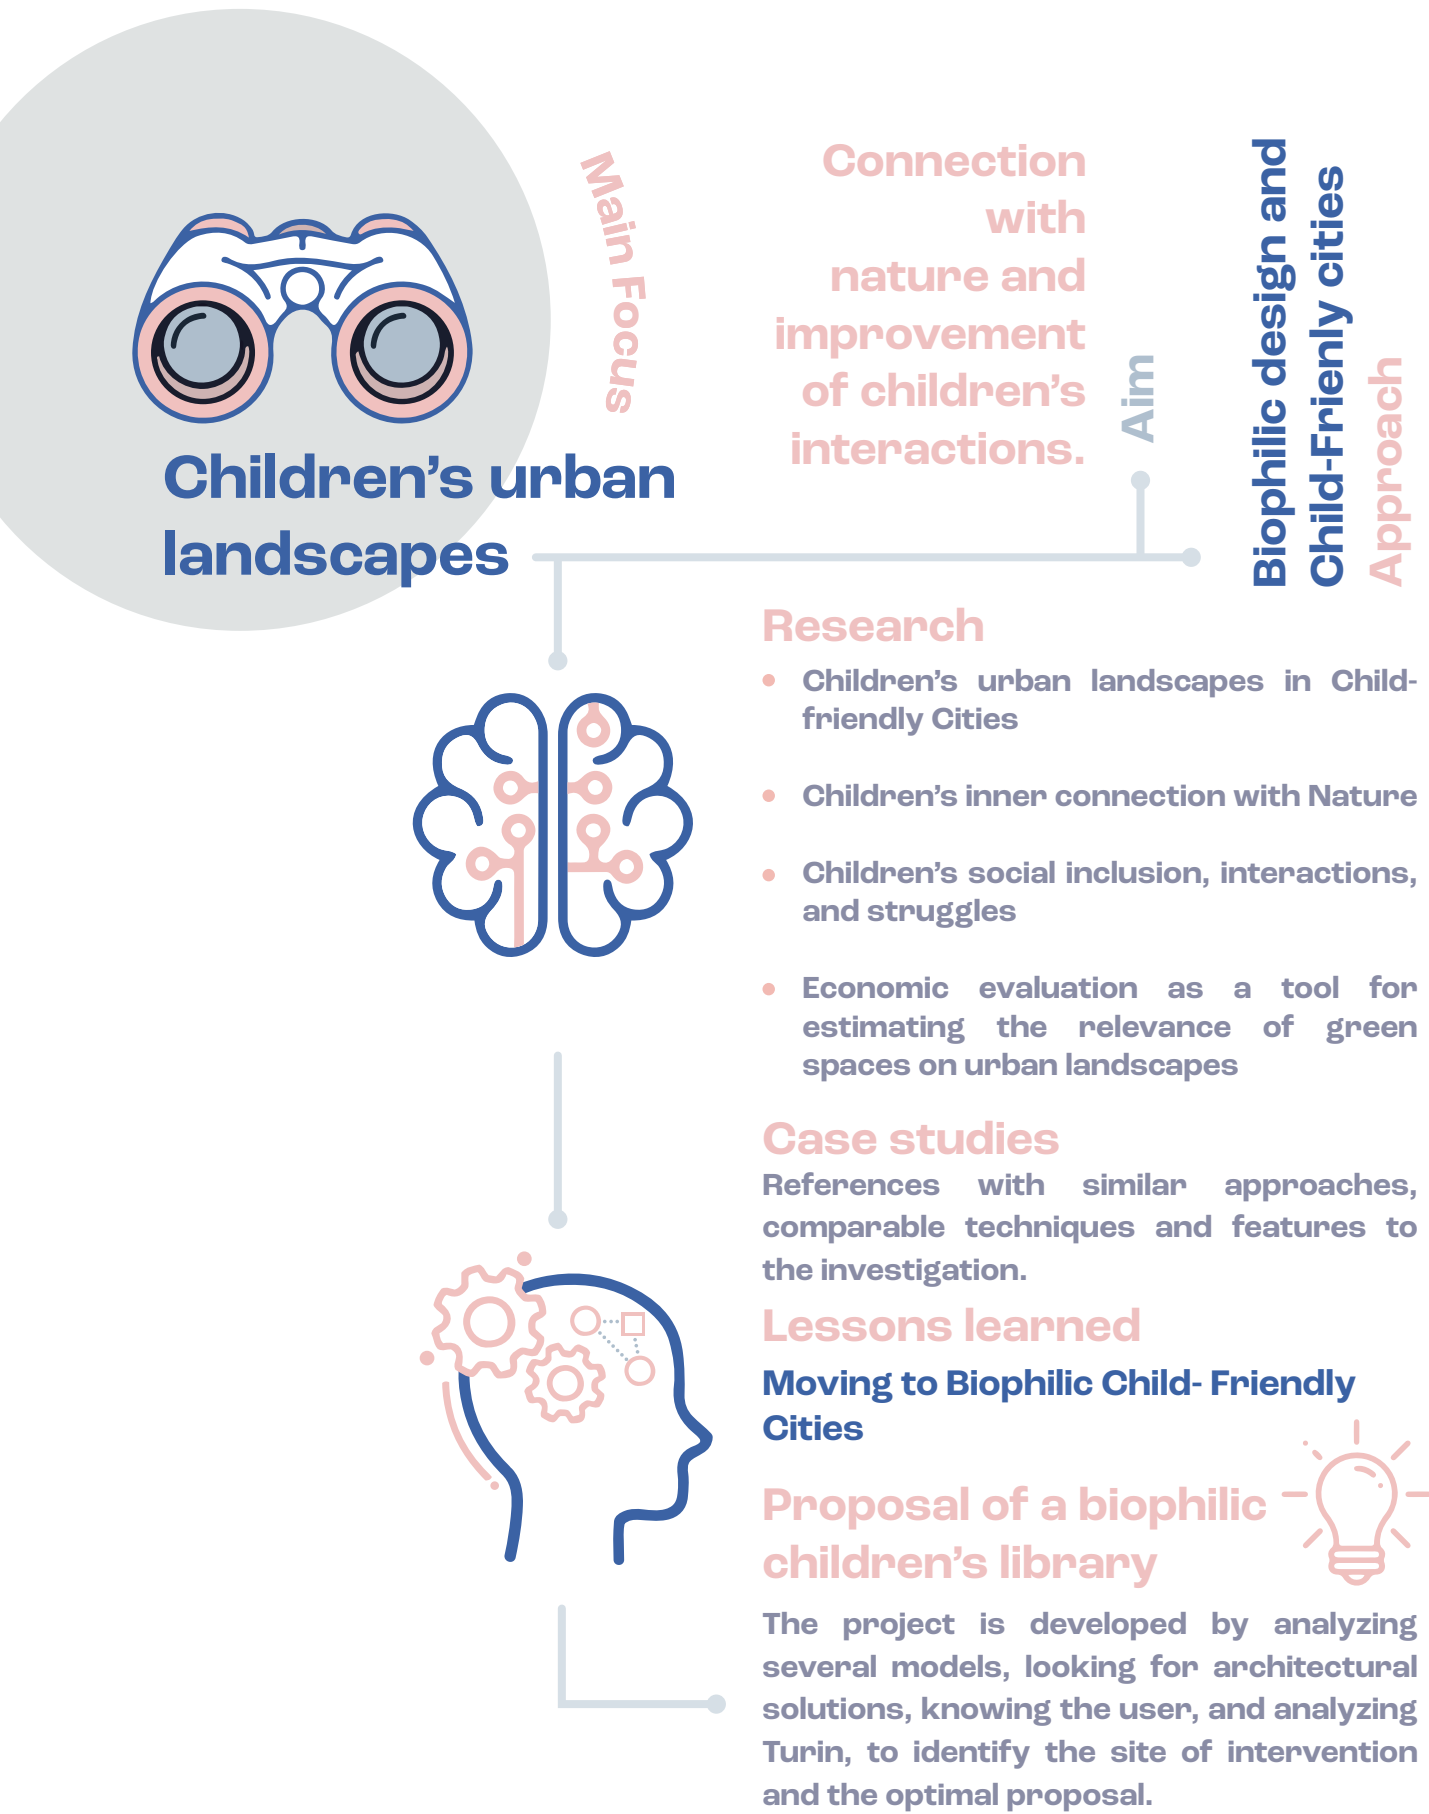 Main Focus
Children’s urban
landscapes
Connection
with
nature and
improvement
of children’s
interactions.
Aim
Biophilic design and
Child-Frienly cities
Approach
Research
• Children’s urban landscapes in Child-
friendly Cities
• Children’s inner connection with Nature
• Children’s social inclusion, interactions,
and struggles
• Economic evaluation as a tool for
estimating the relevance of green
spaces on urban landscapes
Case studies
References with similar approaches,
comparable techniques and features to
the investigation.
Lessons learned
Moving to Biophilic Child- Friendly
Cities
Proposal of a biophilic
children’s library
The project is developed by analyzing
several models, looking for architectural
solutions, knowing the user, and analyzing
Turin, to identify the site of intervention
and the optimal proposal.